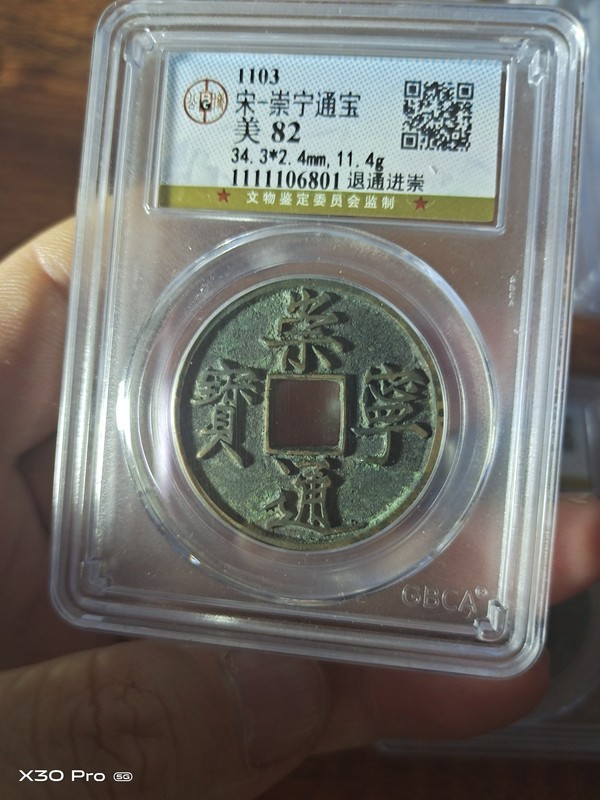 1103
宋-崇宁通宝
美 82
34.3*2.4mm, 11.4g
1111106801 退通进崇
★ 文物鉴定委员会监制 ★
崇
寶 寧
通
GBCA®
X30 Pro 5G